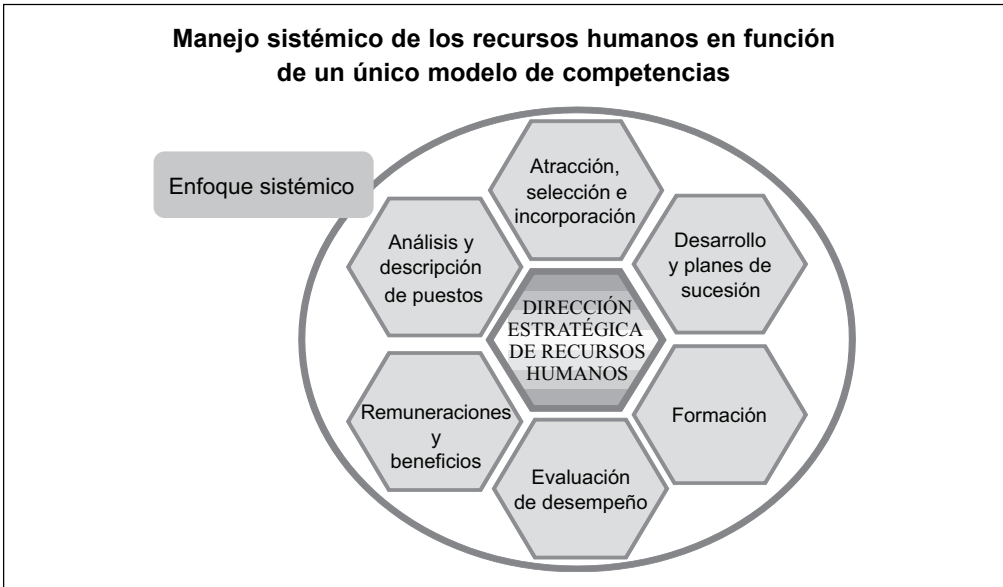 Manejo sistémico de los recursos humanos en función
de un único modelo de competencias
Enfoque sistémico
Atracción,
selección e
incorporación
Análisis y
descripción
de puestos
Desarrollo
y planes de
sucesión
DIRECCIÓN
ESTRATÉGICA
DE RECURSOS
HUMANOS
Remuneraciones
y
beneficios
Formación
Evaluación
de desempeño